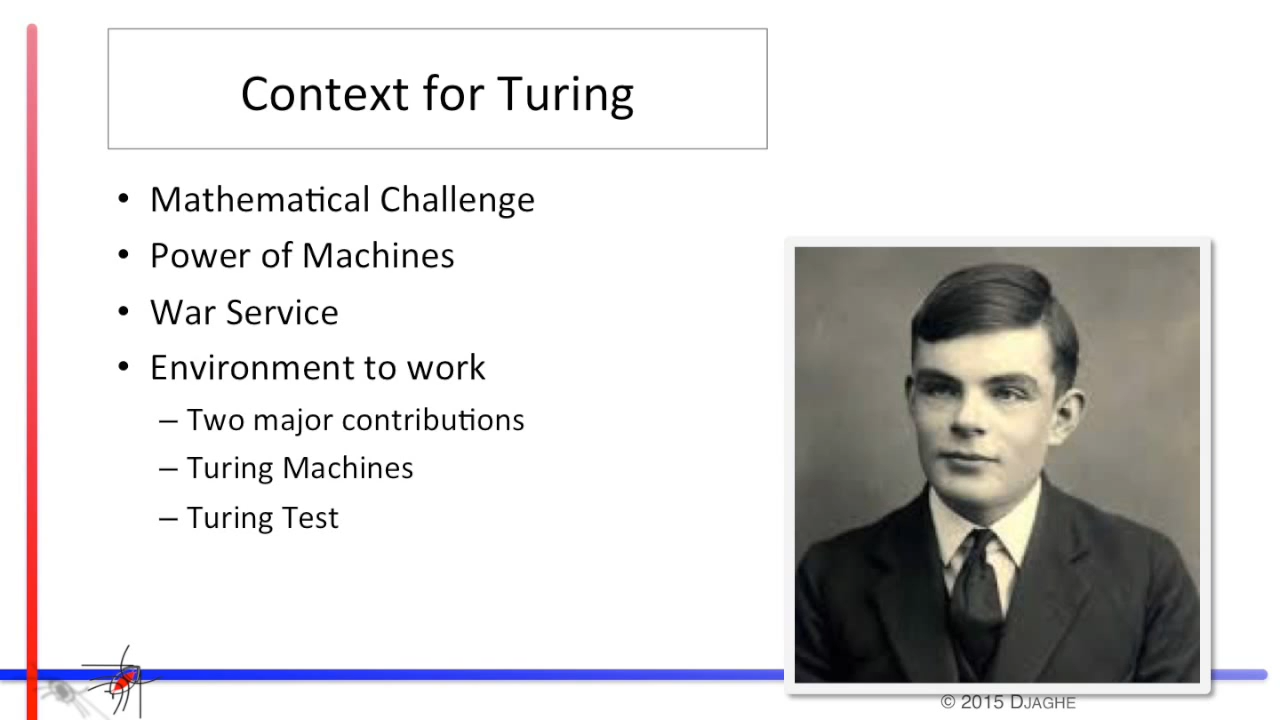 Context for Turing
• Mathematical Challenge
• Power of Machines
• War Service
• Environment to work
– Two major contributions
– Turing Machines
– Turing Test
© 2015 DJAGHE